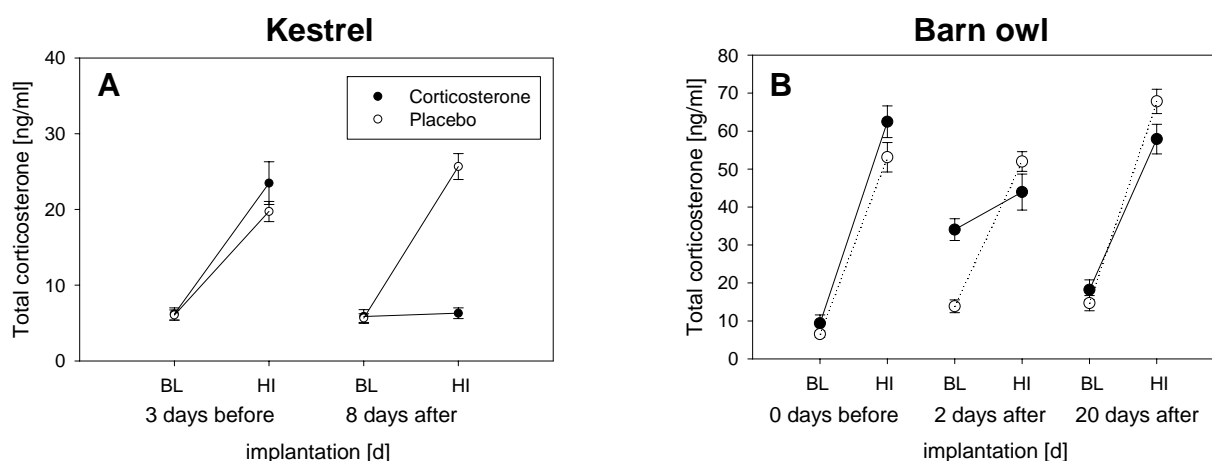 Kestrel
A
Corticosterone
Placebo
Total corticosterone [ng/ml]
40
30
20
10
0
BL HI BL HI
3 days before 8 days after
implantation [d]
Barn owl
B
Total corticosterone [ng/ml]
80
70
60
50
40
30
20
10
0
BL HI BL HI BL HI
0 days before 2 days after 20 days after
implantation [d]